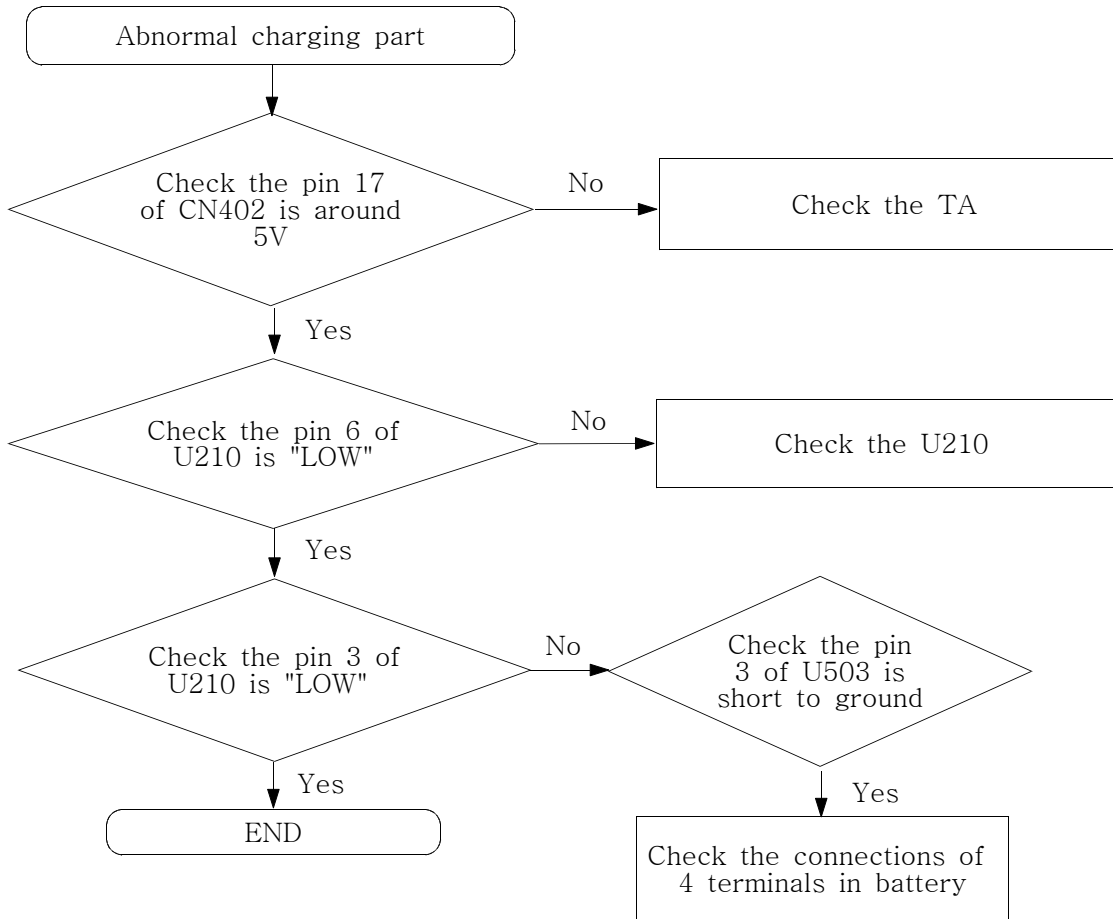 Abnormal charging part
Check the pin 17
of CN402 is around
5V
No
Check the TA
Yes
Check the pin 6 of
U210 is "LOW"
No
Check the U210
Yes
Check the pin 3 of
U210 is "LOW"
No
Check the pin
3 of U503 is
short to ground
Yes
END
Yes
Check the connections of
4 terminals in battery